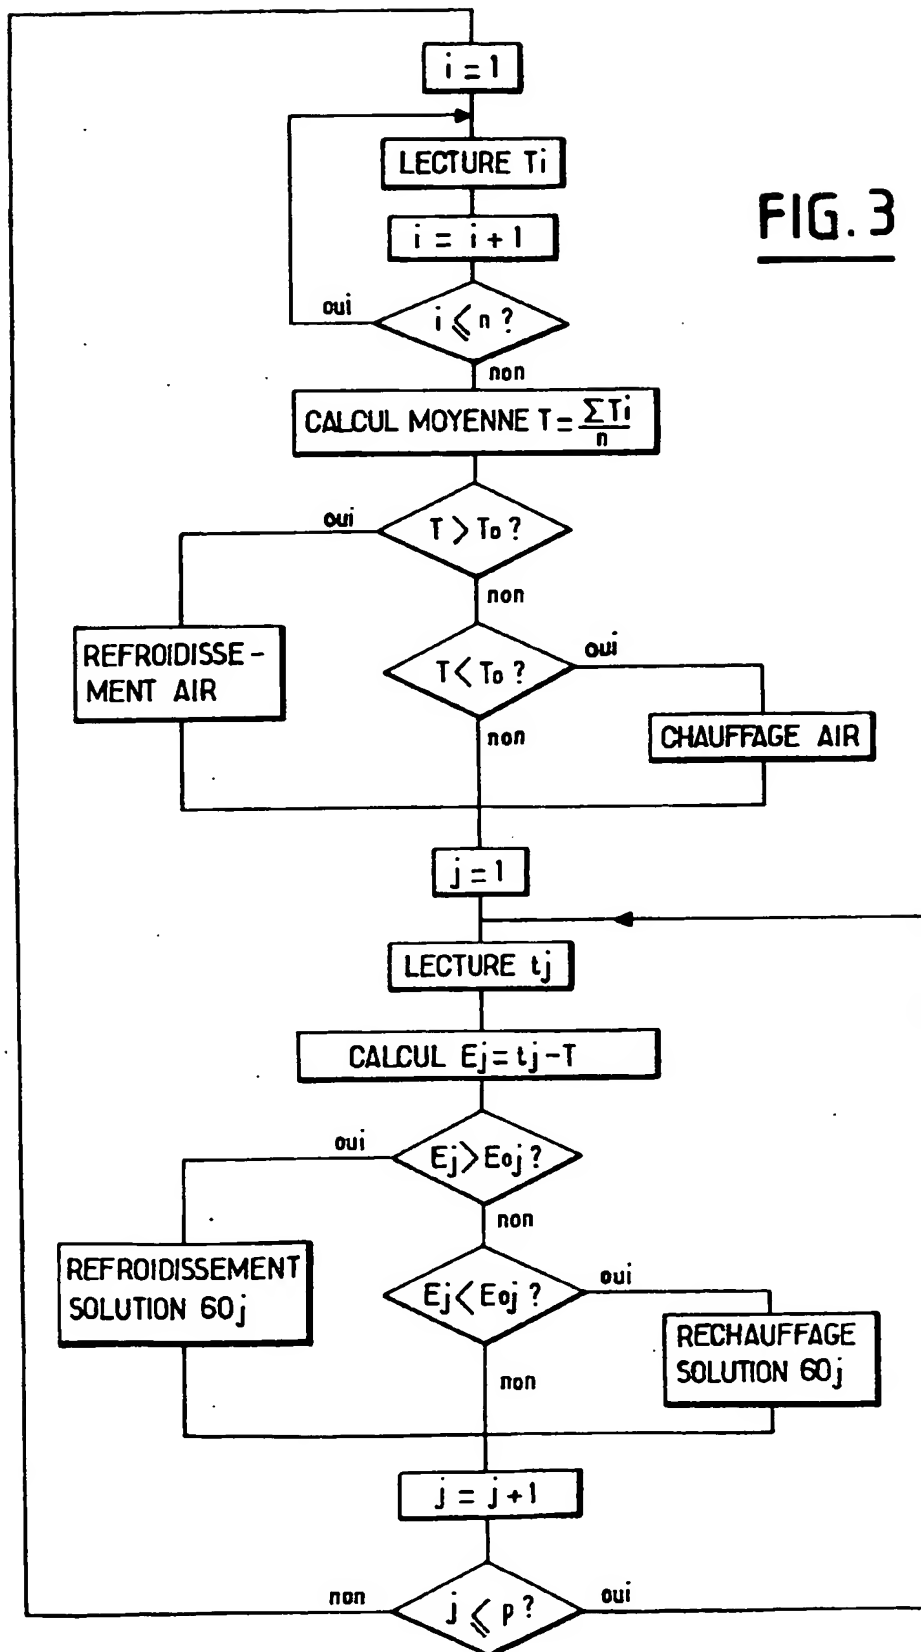 i = 1
LECTURE Ti
FIG. 3
i = i + 1
oui
i ⩽ n ?
non
CALCUL MOYENNE T = ΣTi/n
oui
T > To ?
non
REFROIDISSE-
MENT AIR
T < To ?
oui
non
CHAUFFAGE AIR
j = 1
LECTURE tj
CALCUL Ej = tj - T
oui
Ej > Eoj ?
non
REFROIDISSEMENT
SOLUTION 60j
Ej < Eoj ?
oui
RECHAUFFAGE
SOLUTION 60j
non
j = j + 1
non
j ⩽ p ?
oui